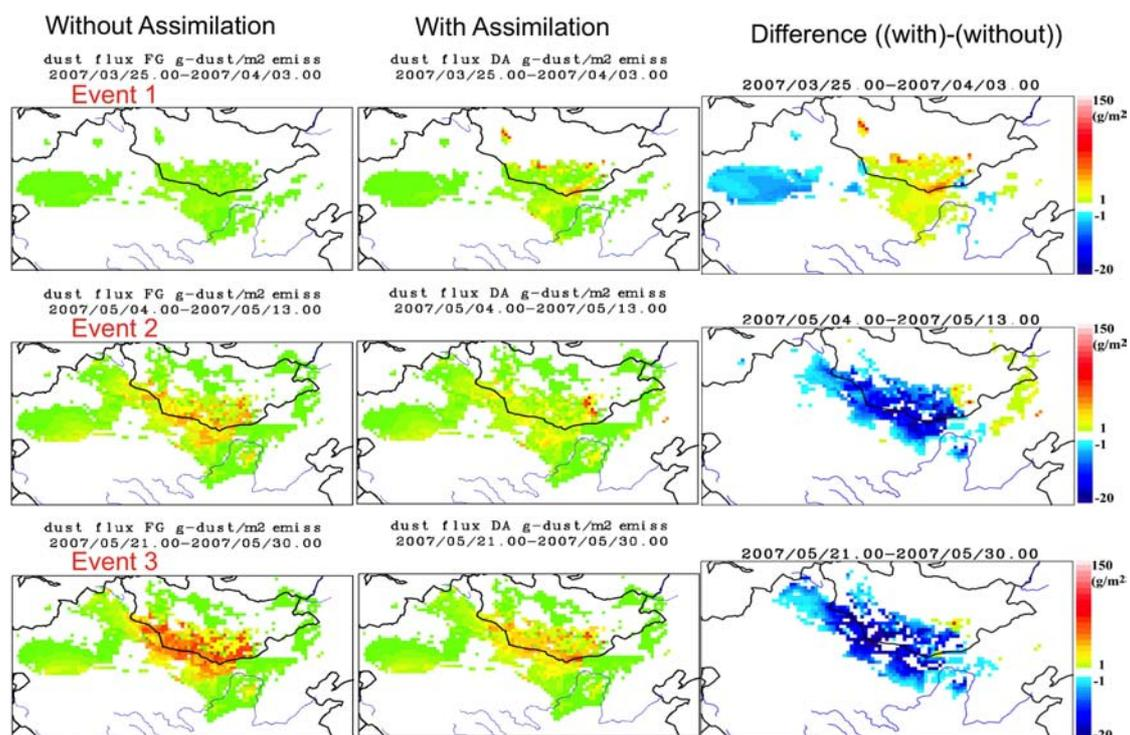 Without Assimilation
With Assimilation
Difference ((with)-(without))
dust flux FG g-dust/m2 emiss
2007/03/25.00-2007/04/03.00
Event 1
dust flux DA g-dust/m2 emiss
2007/03/25.00-2007/04/03.00
2007/03/25.00-2007/04/03.00
150
(g/m2
1
-1
-20
dust flux FG g-dust/m2 emiss
2007/05/04.00-2007/05/13.00
Event 2
dust flux DA g-dust/m2 emiss
2007/05/04.00-2007/05/13.00
2007/05/04.00-2007/05/13.00
150
(g/m2
1
-1
-20
dust flux FG g-dust/m2 emiss
2007/05/21.00-2007/05/30.00
Event 3
dust flux DA g-dust/m2 emiss
2007/05/21.00-2007/05/30.00
2007/05/21.00-2007/05/30.00
150
(g/m2
1
-1
-20